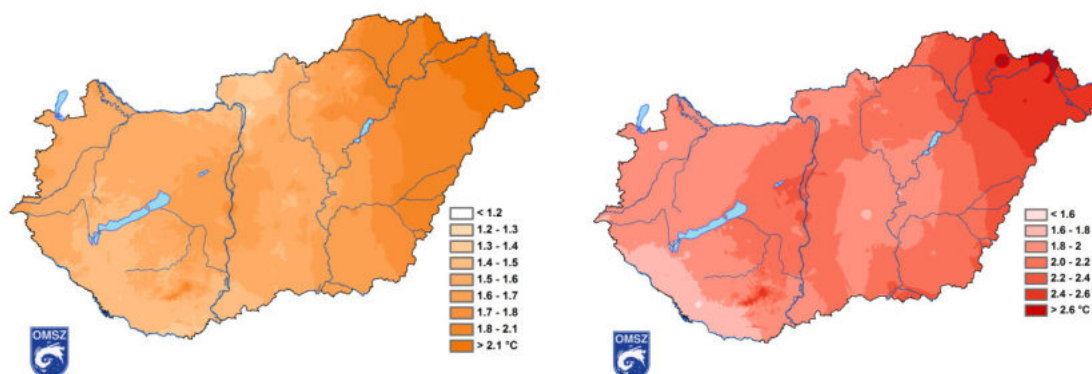 < 1.2
1.2 - 1.3
1.3 - 1.4
1.4 - 1.5
1.5 - 1.6
1.6 - 1.7
1.7 - 1.8
1.8 - 2.1
> 2.1 °C
OMSZ
< 1.6
1.6 - 1.8
1.8 - 2
2.0 - 2.2
2.2 - 2.4
2.4 - 2.6
> 2.6 °C
OMSZ